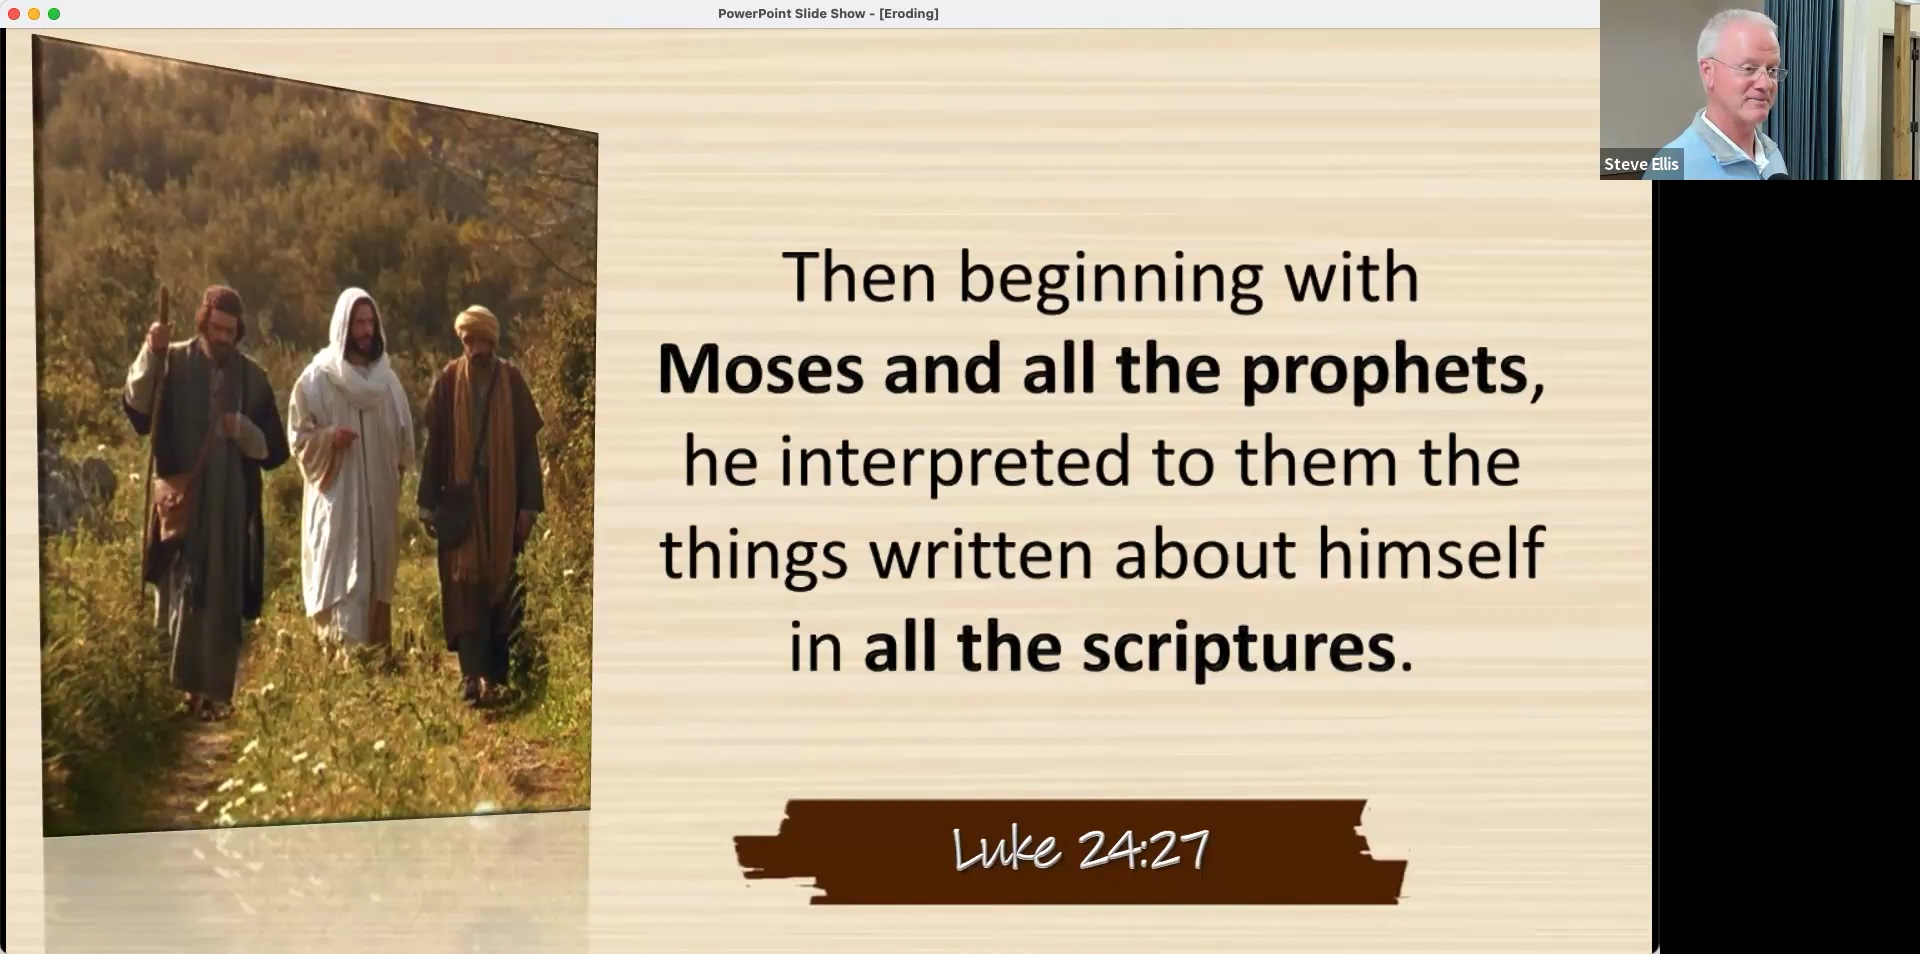 PowerPoint Slide Show - [Eroding]
Steve Ellis
Then beginning with
Moses and all the prophets,
he interpreted to them the
things written about himself
in all the scriptures.
Luke 24:27